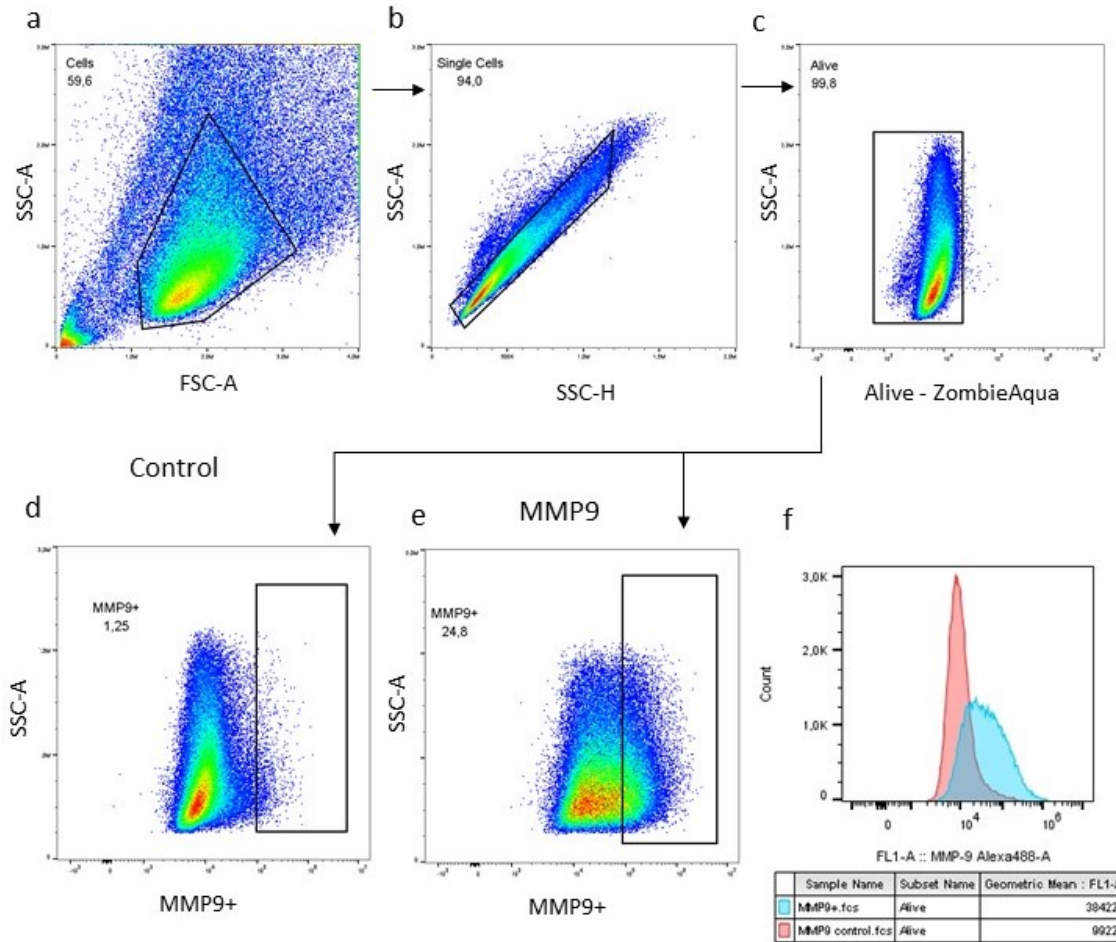 a
Cells
59,6
SSC-A
FSC-A
b
Single Cells
94,0
SSC-A
SSC-H
c
Alive
99,8
SSC-A
Alive - ZombieAqua
Control
d
MMP9+
1,25
SSC-A
MMP9+
MMP9
e
MMP9+
24,8
SSC-A
MMP9+
f
3,0K
2,0K
1,0K
0
Count
0 10^4 10^6
FL1-A :: MMP-9 Alexa488-A
Sample Name Subset Name Geometric Mean : FL1-
MMP9+.fcs Alive 38422
MMP9 control.fcs Alive 9922